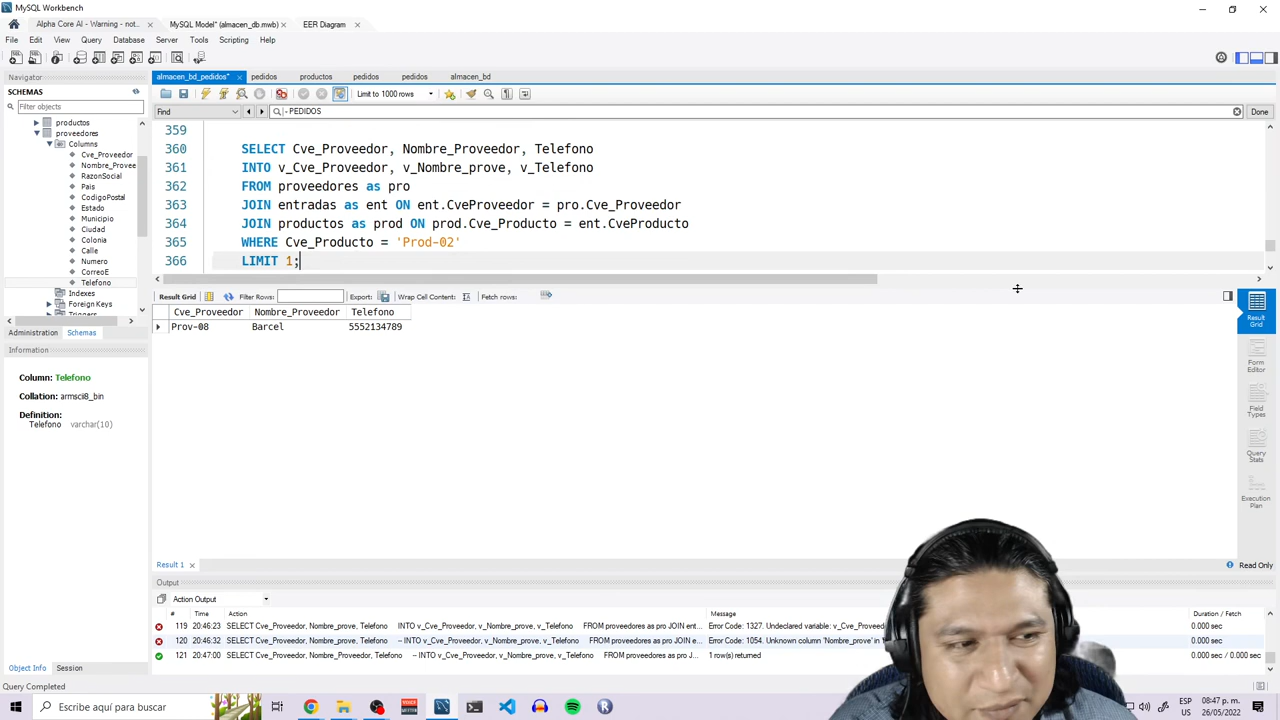 MySQL Workbench
Alpha Core AI - Warning - not...
MySQL Model* (almacen_db.mwb)
EER Diagram
File Edit View Query Database Server Tools Scripting Help
Navigator
almacen_bd_pedidos*
pedidos
productos
pedidos
pedidos
almacen_bd
SCHEMAS
Limit to 1000 rows
Filter objects
Find
PEDIDOS
Done
productos
proveedores
Columns
Cve_Proveedor
Nombre_Provee
RazonSocial
Pais
CodigoPostal
Estado
Municipio
Ciudad
Colonia
Calle
Numero
CorreoE
Telefono
Indexes
Foreign Keys
Triggers
359
360 SELECT Cve_Proveedor, Nombre_Proveedor, Telefono
361 INTO v_Cve_Proveedor, v_Nombre_prove, v_Telefono
362 FROM proveedores as pro
363 JOIN entradas as ent ON ent.CveProveedor = pro.Cve_Proveedor
364 JOIN productos as prod ON prod.Cve_Producto = ent.CveProducto
365 WHERE Cve_Producto = 'Prod-02'
366 LIMIT 1;
Result Grid
Filter Rows:
Export:
Wrap Cell Content:
Fetch rows:
Cve_Proveedor Nombre_Proveedor Telefono
Prov-08 Barcel 5552134789
Result Grid
Form Editor
Field Types
Query Stats
Execution Plan
Administration Schemas
Information
Column: Telefono
Collation: armscii8_bin
Definition:
Telefono varchar(10)
Result 1
Read Only
Output
Action Output
# Time Action Message Duration / Fetch
119 20:46:23 SELECT Cve_Proveedor, Nombre_prove, Telefono INTO v_Cve_Proveedor, v_Nombre_prove, v_Telefono FROM proveedores as pro JOIN ent... Error Code: 1327. Undeclared variable: v_Cve_Proveed 0.000 sec
120 20:46:32 SELECT Cve_Proveedor, Nombre_prove, Telefono -- INTO v_Cve_Proveedor, v_Nombre_prove, v_Telefono FROM proveedores as pro JOIN e... Error Code: 1054. Unknown column 'Nombre_prove' in 0.000 sec
121 20:47:00 SELECT Cve_Proveedor, Nombre_Proveedor, Telefono -- INTO v_Cve_Proveedor, v_Nombre_prove, v_Telefono FROM proveedores as pro J... 1 row(s) returned 0.000 sec / 0.000 sec
Object Info Session
Query Completed
Escribe aquí para buscar
ESP
US
08:47 p. m.
26/05/2022